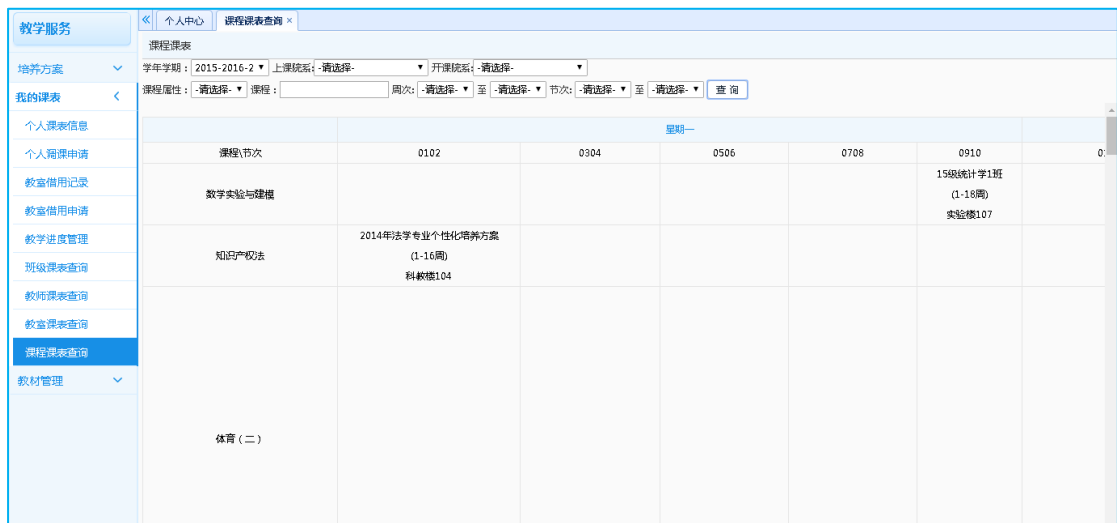 教学服务
« 个人中心 课程课表查询 ×
课程课表
培养方案
学年学期： 2015-2016-2 上课院系: -请选择- 开课院系: -请选择-
我的课表
课程属性： -请选择- 课程： 周次: -请选择- 至 -请选择- 节次: -请选择- 至 -请选择- 查 询
个人课表信息
个人调课申请
教室借用记录
教室借用申请
教学进度管理
班级课表查询
教师课表查询
教室课表查询
课程课表查询
教材管理
星期一
课程\节次 0102 0304 0506 0708 0910
数学实验与建模
15级统计学1班
(1-18周)
实验楼107
知识产权法
2014年法学专业个性化培养方案
(1-16周)
科教楼104
体育（二）